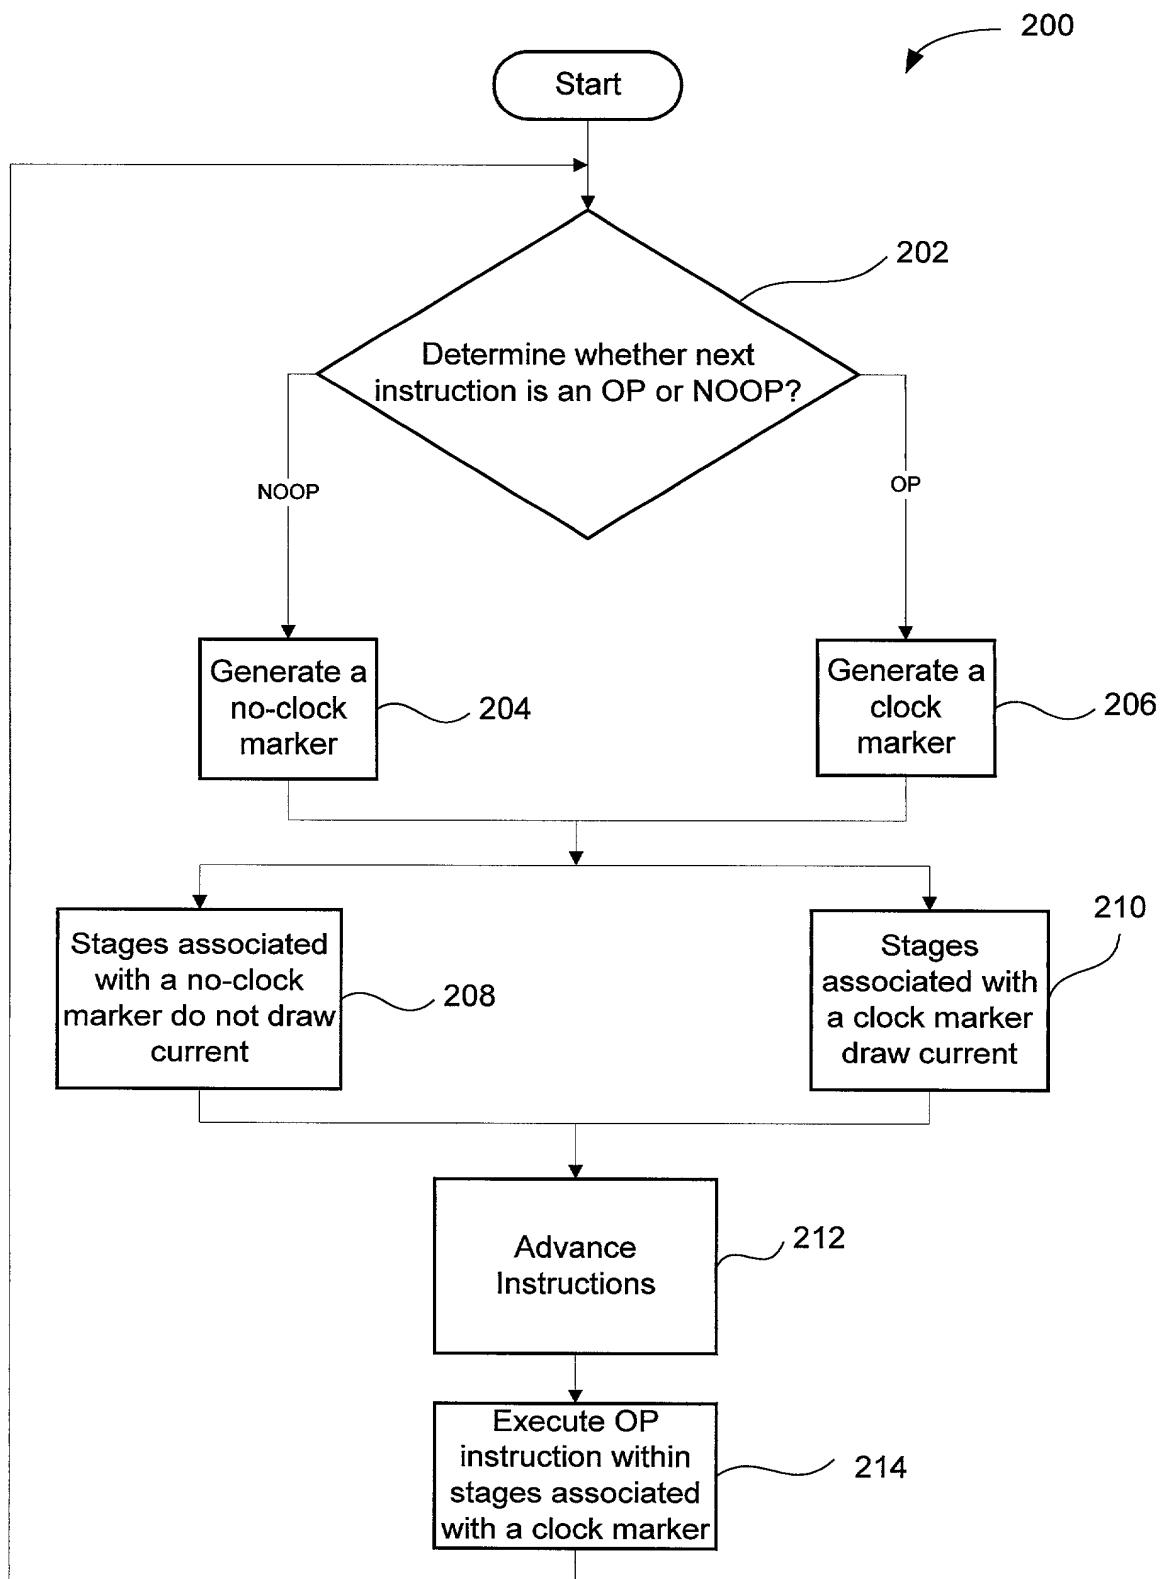 200
Start
202
Determine whether next
instruction is an OP or NOOP?
NOOP
OP
Generate a
no-clock
marker
204
Generate a
clock
marker
206
Stages associated
with a no-clock
marker do not draw
current
208
Stages
associated with
a clock marker
draw current
210
Advance
Instructions
212
Execute OP
instruction within
stages associated
with a clock marker
214